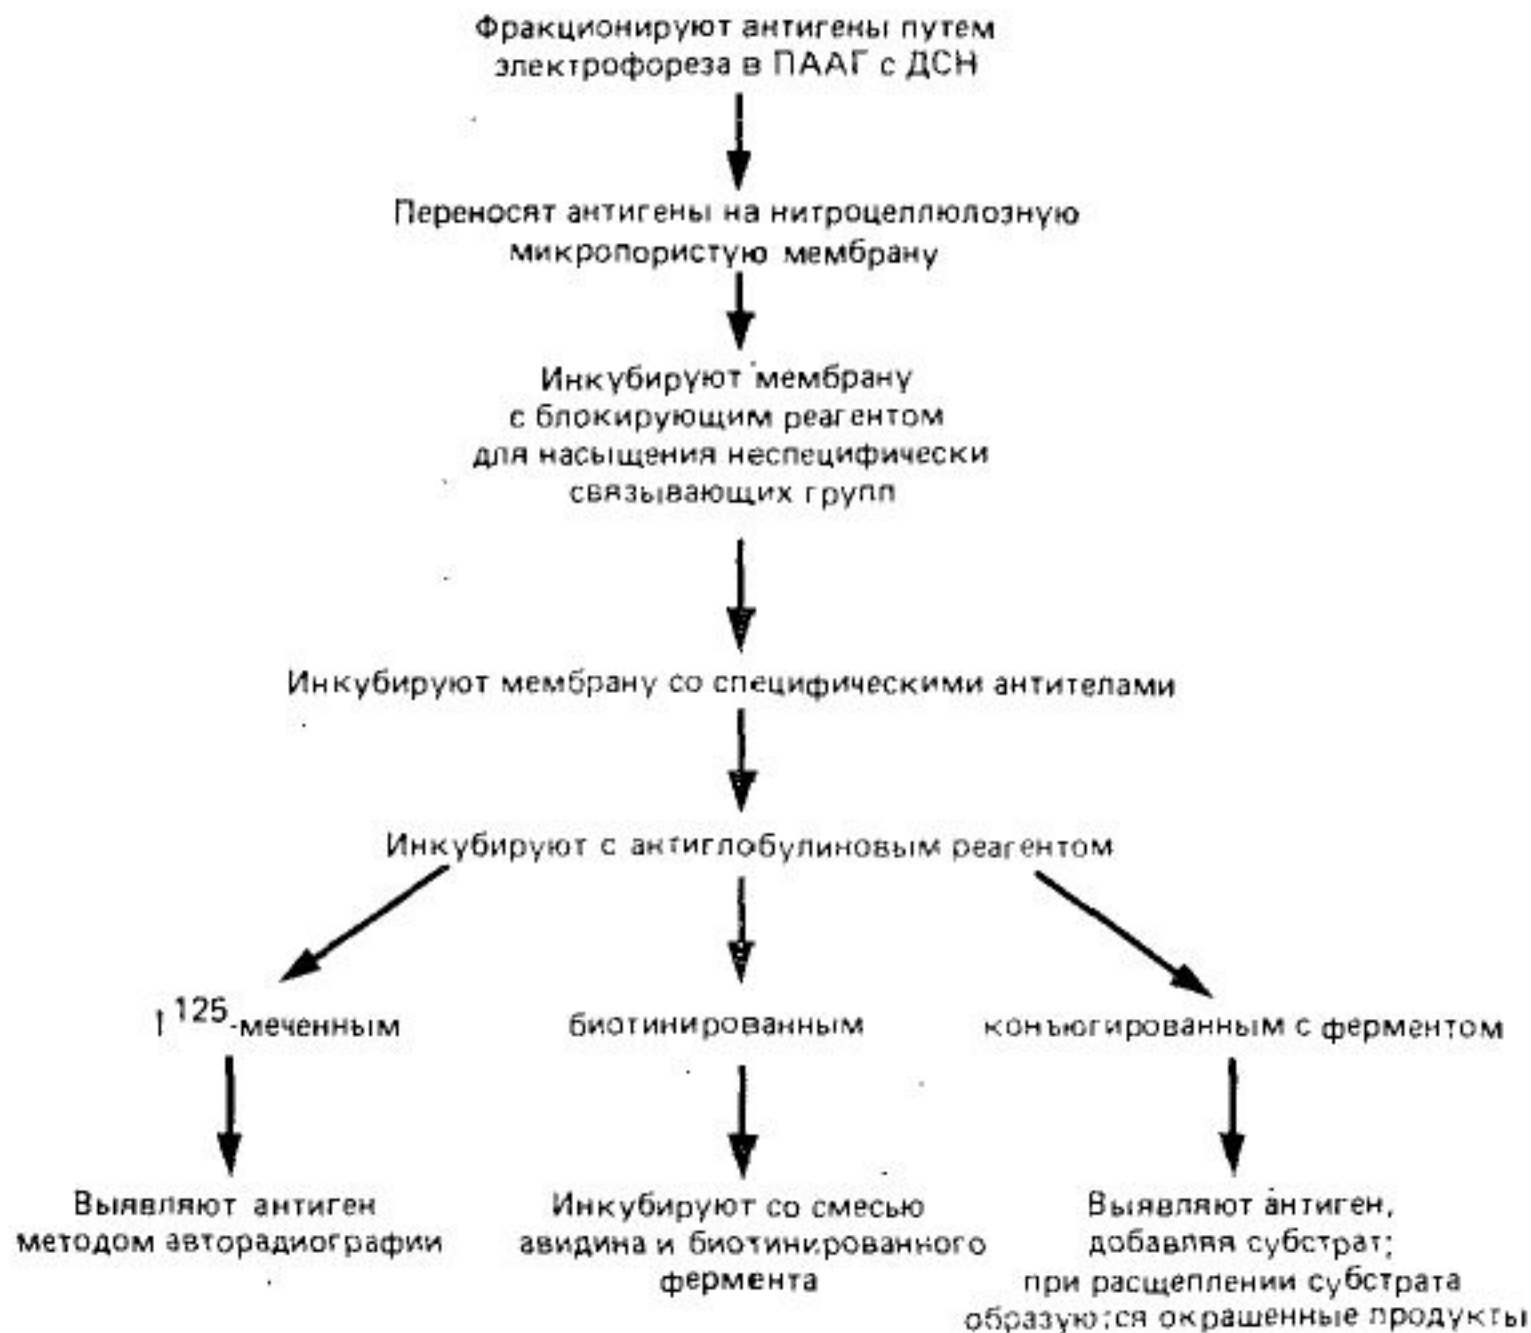 Фракционируют антигены путем
электрофореза в ПААГ с ДСН
Переносят антигены на нитроцеллюлозную
микропористую мембрану
Инкубируют мембрану
с блокирующим реагентом
для насыщения неспецифически
связывающих групп
Инкубируют мембрану со специфическими антителами
Инкубируют с антиглобулиновым реагентом
I¹²⁵-меченным
биотинированным
конъюгированным с ферментом
Выявляют антиген
методом авторадиографии
Инкубируют со смесью
авидина и биотинированного
фермента
Выявляют антиген,
добавляя субстрат;
при расщеплении субстрата
образуются окрашенные продукты